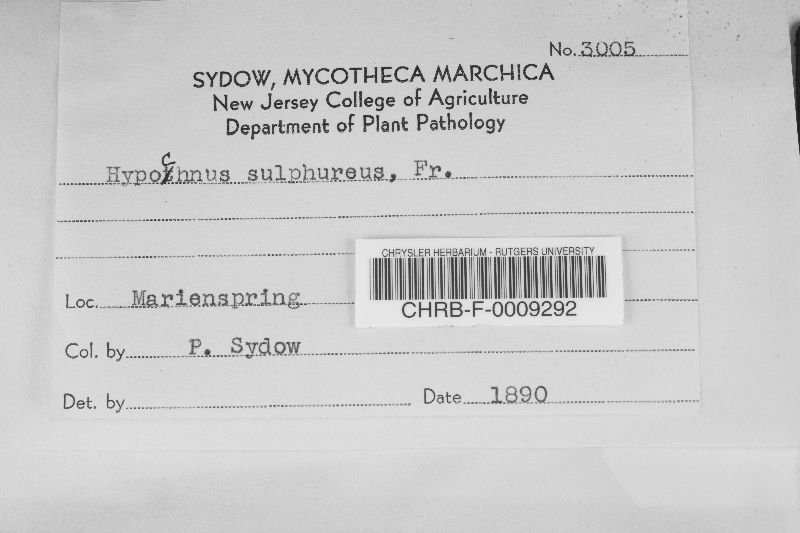 No. 3005
SYDOW, MYCOTHECA MARCHICA
New Jersey College of Agriculture
Department of Plant Pathology
Hypochnus sulphureus, Fr.
CHRYSLER HERBARIUM - RUTGERS UNIVERSITY
CHRB-F-0009292
Loc. Marienspring
Col. by P. Sydow
Det. by
Date 1890